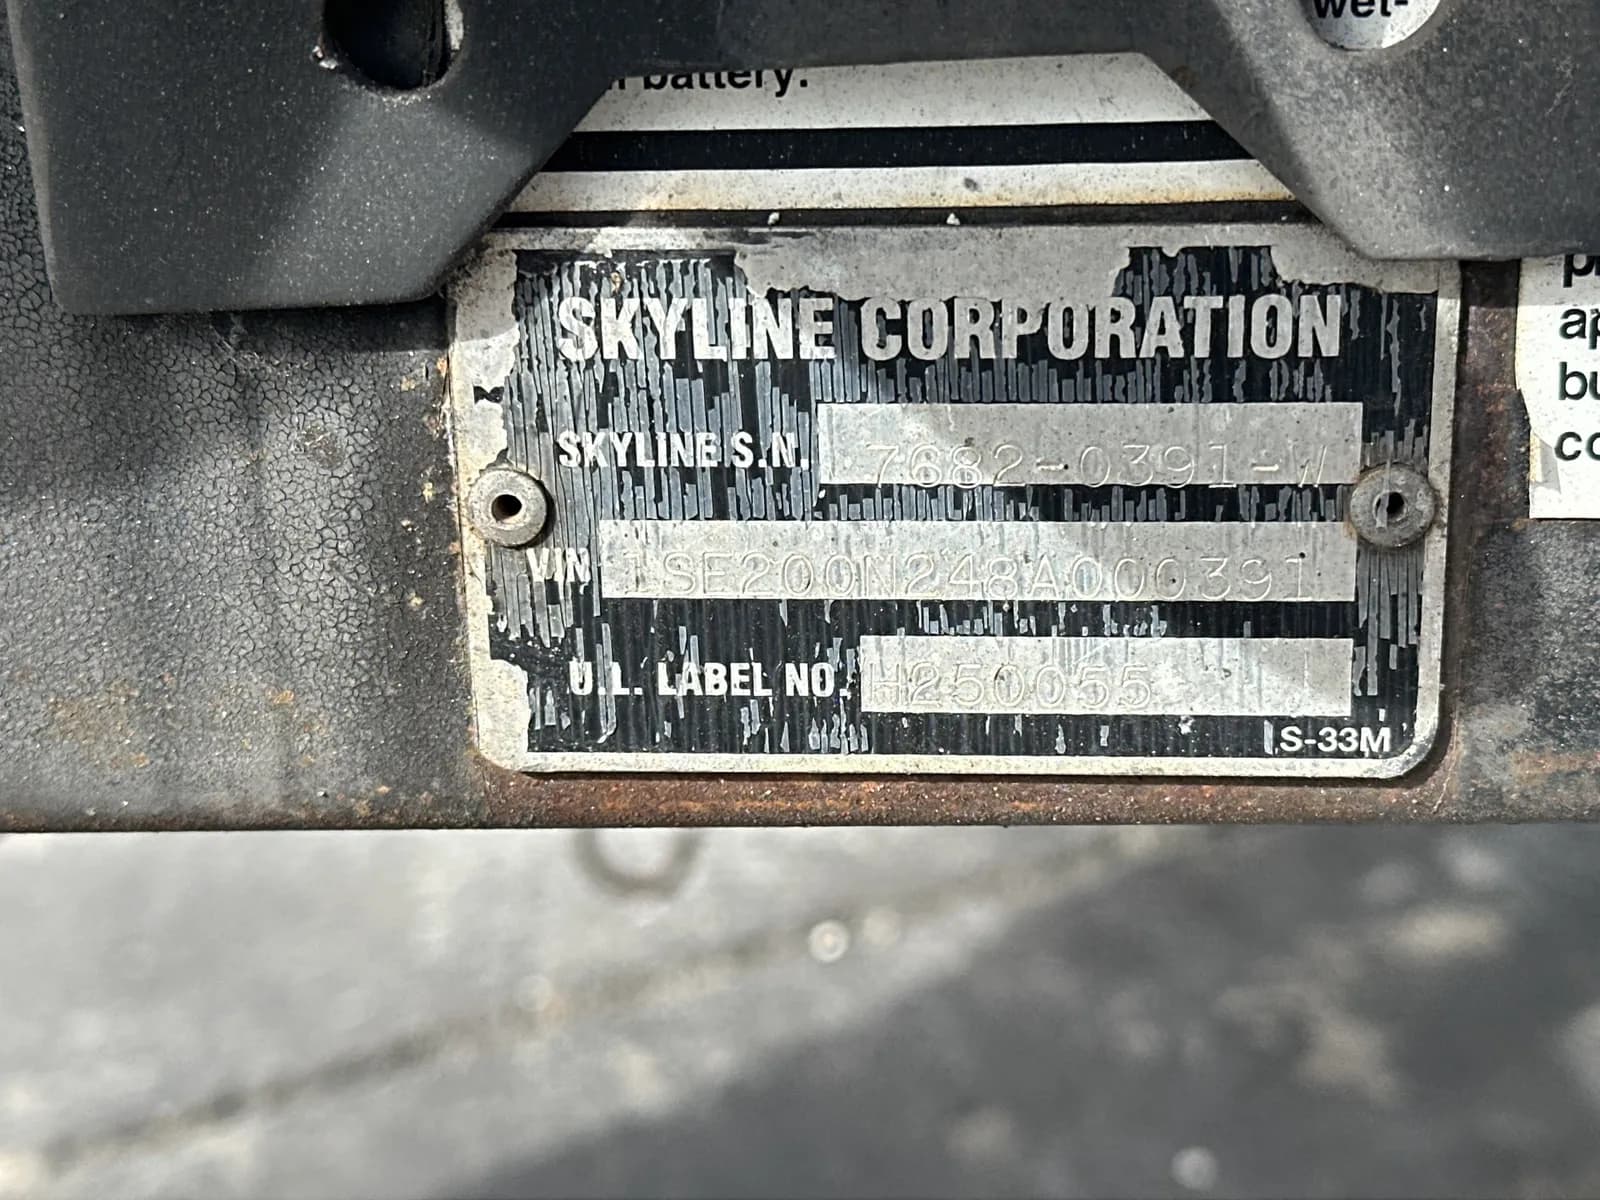 wet-
battery.
SKYLINE CORPORATION
SKYLINE S.N. 7682-0391-W
VIN 1SE200N248A000391
U.L. LABEL NO. H250055
S-33M